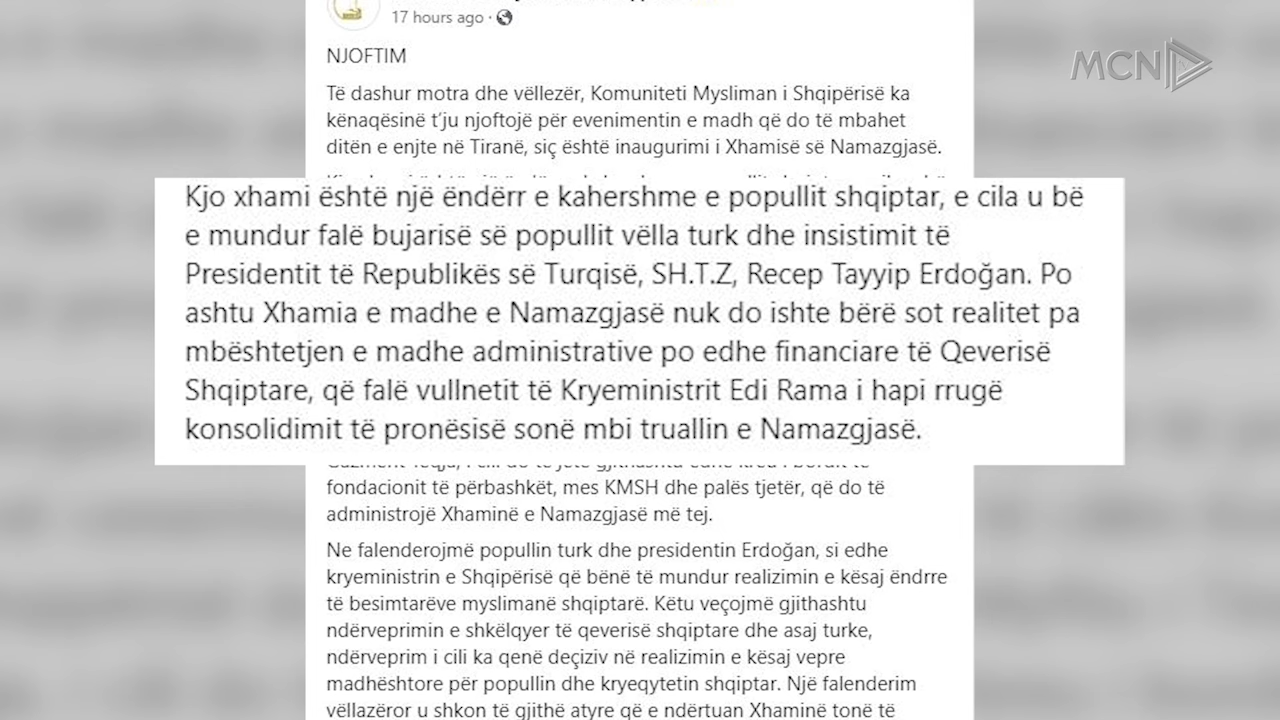 17 hours ago ·
MCN
NJOFTIM
Të dashur motra dhe vëllezër, Komuniteti Mysliman i Shqipërisë ka
kënaqësinë t'ju njoftojë për evenimentin e madh që do të mbahet
ditën e enjte në Tiranë, siç është inaugurimi i Xhamisë së Namazgjasë.
Kjo xhami është një ëndërr e kahershme e popullit shqiptar, e cila u bë
e mundur falë bujarisë së popullit vëlla turk dhe insistimit të
Presidentit të Republikës së Turqisë, SH.T.Z, Recep Tayyip Erdoğan. Po
ashtu Xhamia e madhe e Namazgjasë nuk do ishte bërë sot realitet pa
mbështetjen e madhe administrative po edhe financiare të Qeverisë
Shqiptare, që falë vullnetit të Kryeministrit Edi Rama i hapi rrugë
konsolidimit të pronësisë sonë mbi truallin e Namazgjasë.
fondacionit të përbashkët, mes KMSH dhe palës tjetër, që do të
administrojë Xhaminë e Namazgjasë më tej.
Ne falenderojmë popullin turk dhe presidentin Erdoğan, si edhe
kryeministrin e Shqipërisë që bënë të mundur realizimin e kësaj ëndrre
të besimtarëve myslimanë shqiptarë. Këtu veçojmë gjithashtu
ndërveprimin e shkëlqyer të qeverisë shqiptare dhe asaj turke,
ndërveprim i cili ka qenë deçiziv në realizimin e kësaj vepre
madhështore për popullin dhe kryeqytetin shqiptar. Një falenderim
vëllazëror u shkon të gjithë atyre që e ndërtuan Xhaminë tonë të